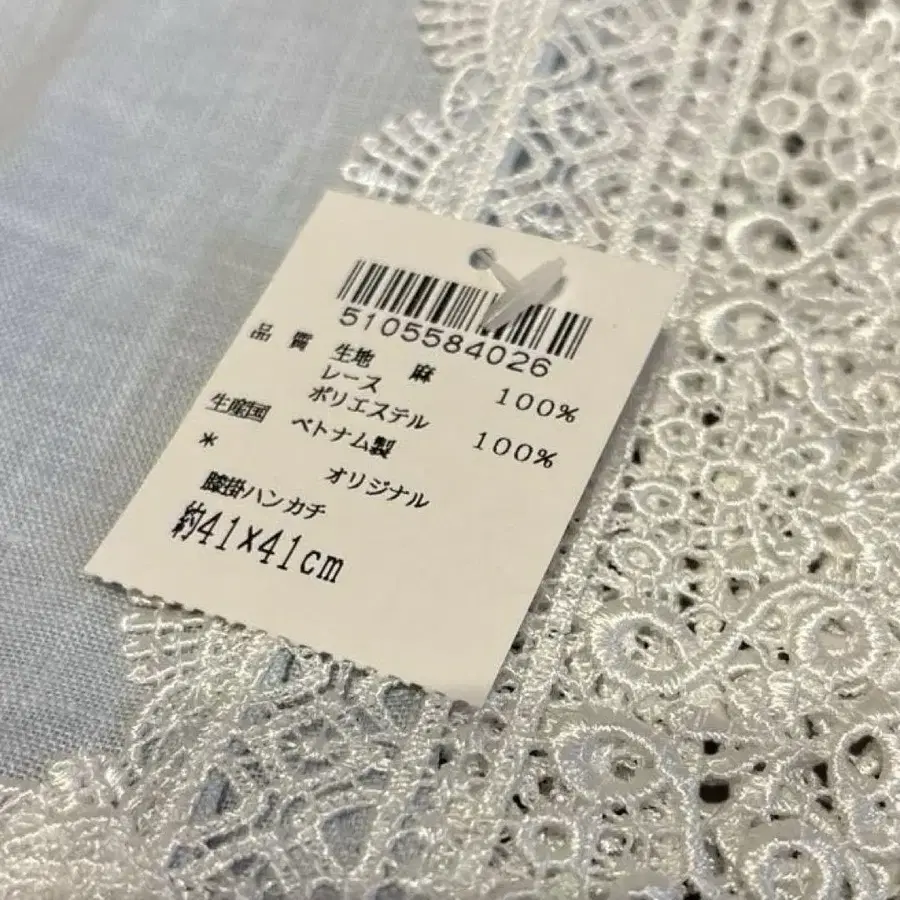 5105584026
品 質 生地 麻 100%
レース
ポリエステル 100%
生産国 ベトナム製
* オリジナル
膝掛ハンカチ
約41×41cm